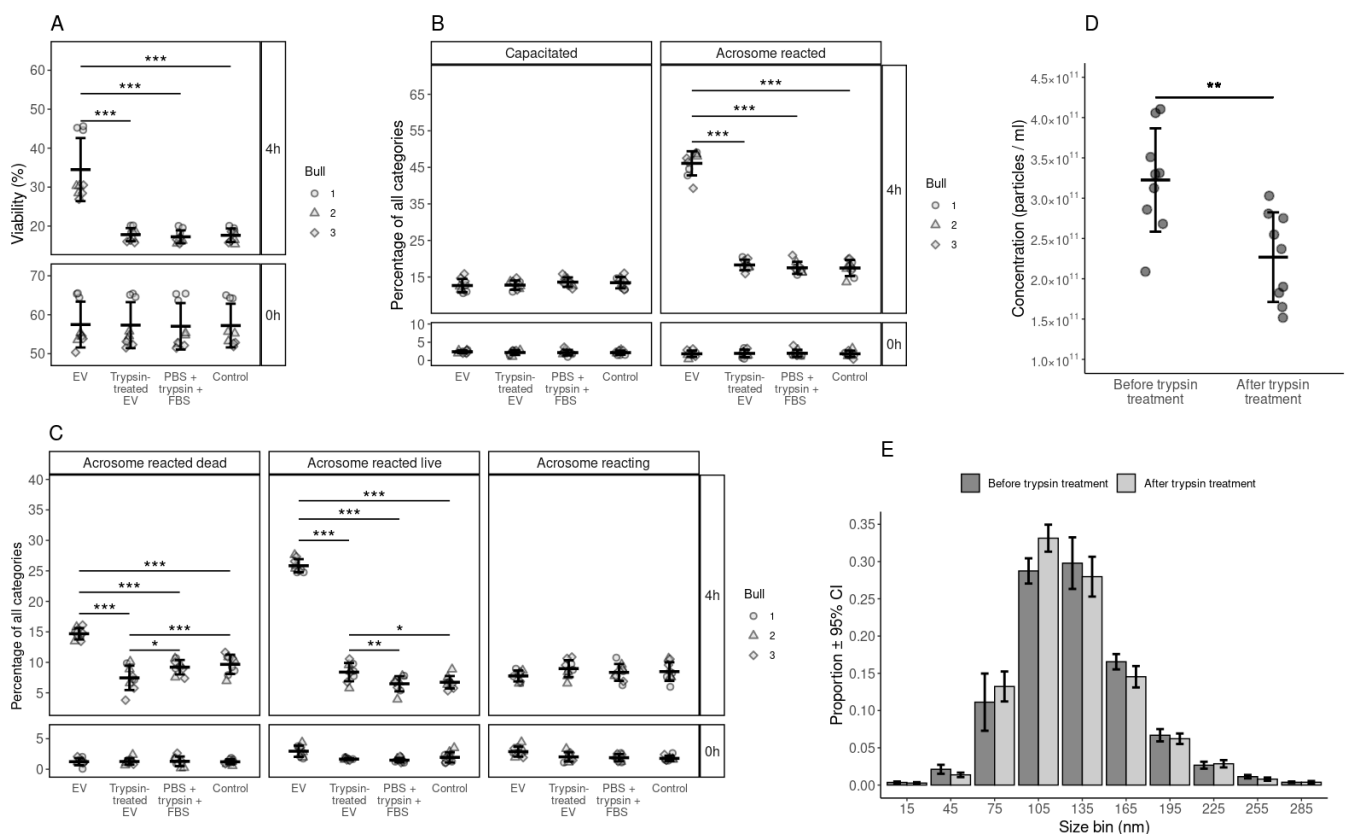 A
Viability (%)
60
50
40
30
20
70
60
50
***
***
***
4h
0h
EV
Trypsin-
treated
EV
PBS +
trypsin +
FBS
Control
Bull
1
2
3
B
Percentage of all categories
Capacitated
Acrosome reacted
65
55
45
35
25
15
10
5
0
***
***
***
4h
0h
EV
Trypsin-
treated
EV
PBS +
trypsin +
FBS
Control
EV
Trypsin-
treated
EV
PBS +
trypsin +
FBS
Control
Bull
1
2
3
D
Concentration (particles / ml)
4.5×10¹¹
4.0×10¹¹
3.5×10¹¹
3.0×10¹¹
2.5×10¹¹
2.0×10¹¹
1.5×10¹¹
1.0×10¹¹
**
Before trypsin
treatment
After trypsin
treatment
C
Percentage of all categories
Acrosome reacted dead
Acrosome reacted live
Acrosome reacting
40
35
30
25
20
15
10
5
5
0
***
***
***
***
*
***
***
***
*
**
4h
0h
EV
Trypsin-
treated
EV
PBS +
trypsin +
FBS
Control
EV
Trypsin-
treated
EV
PBS +
trypsin +
FBS
Control
EV
Trypsin-
treated
EV
PBS +
trypsin +
FBS
Control
Bull
1
2
3
E
Before trypsin treatment
After trypsin treatment
Proportion ± 95% CI
0.35
0.30
0.25
0.20
0.15
0.10
0.05
0.00
15 45 75 105 135 165 195 225 255 285
Size bin (nm)